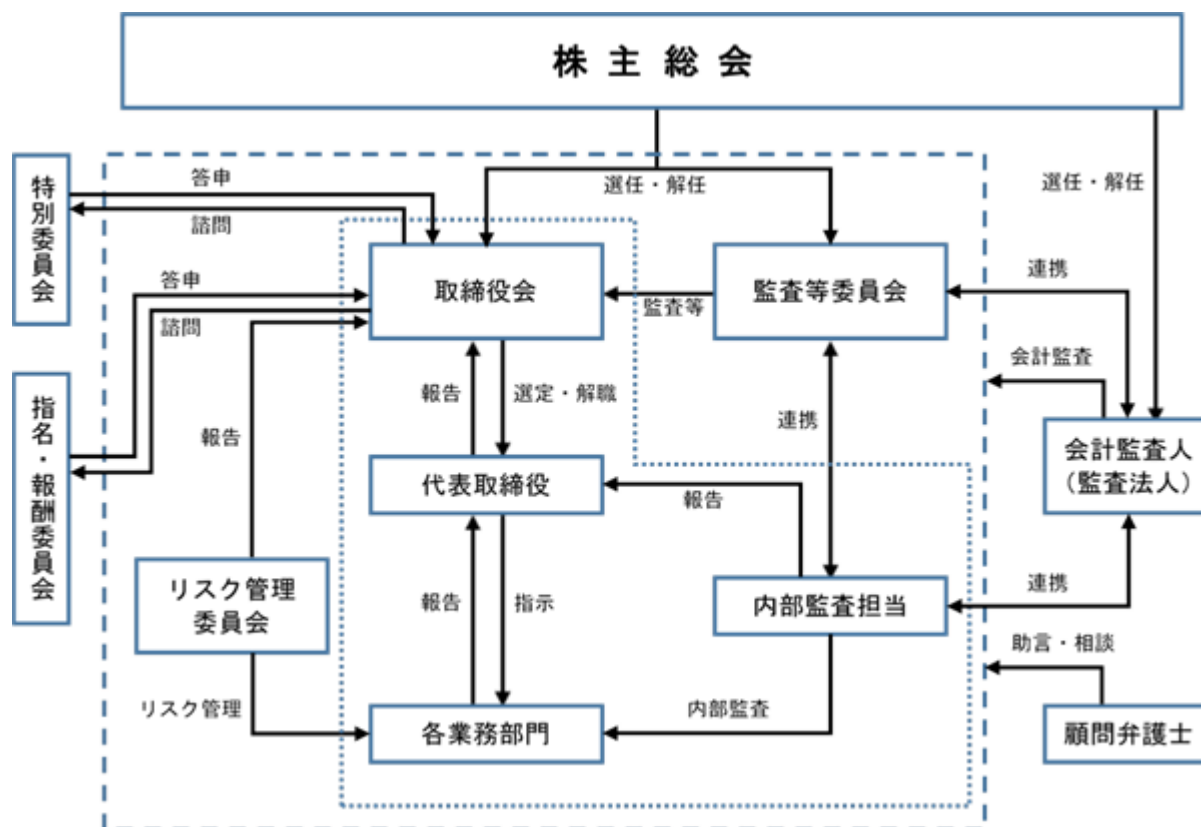 株主総会
選任・解任
選任・解任
特別委員会
答申
諮問
取締役会
監査等
監査等委員会
連携
答申
諮問
会計監査
指名・報酬委員会
報告
報告
選定・解職
連携
会計監査人
(監査法人)
代表取締役
報告
リスク管理
委員会
報告
指示
内部監査担当
連携
助言・相談
リスク管理
各業務部門
内部監査
顧問弁護士